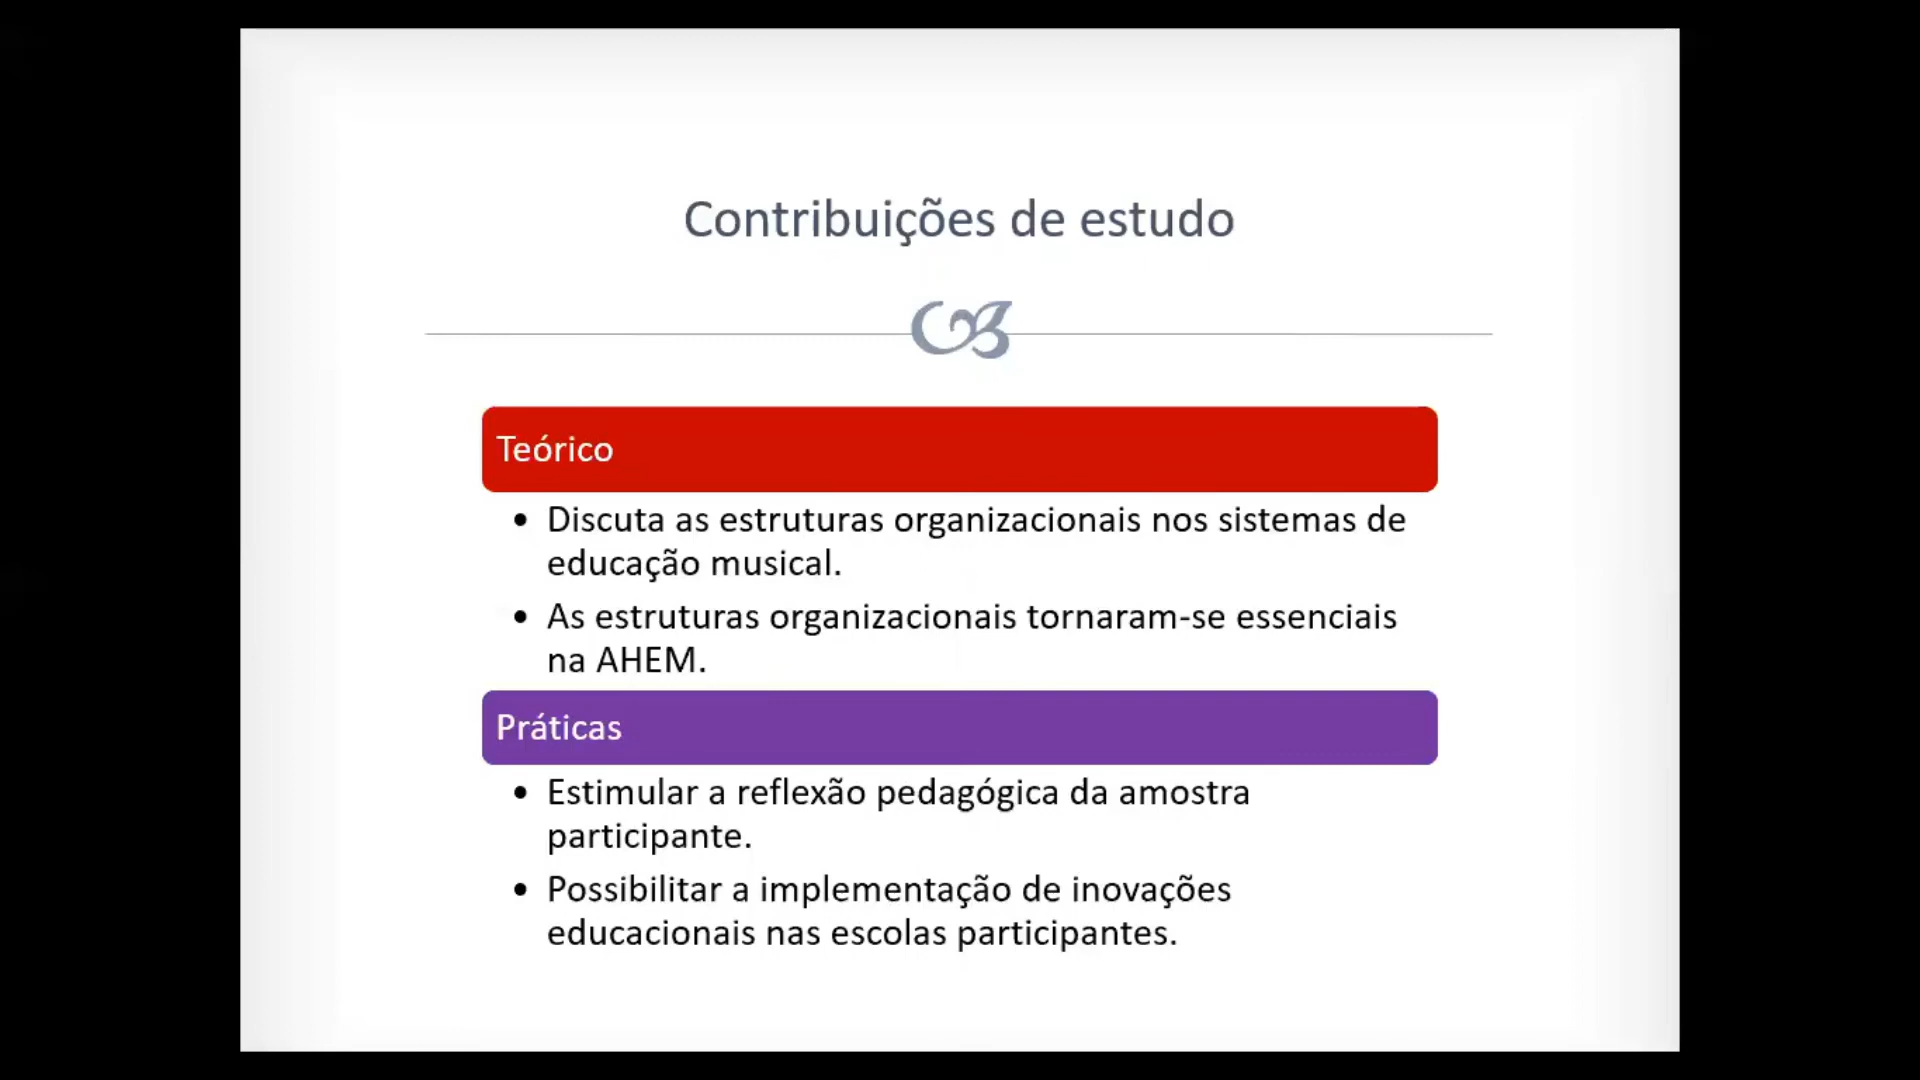 Contribuições de estudo
Teórico
• Discuta as estruturas organizacionais nos sistemas de
educação musical.
• As estruturas organizacionais tornaram-se essenciais
na AHEM.
Práticas
• Estimular a reflexão pedagógica da amostra
participante.
• Possibilitar a implementação de inovações
educacionais nas escolas participantes.